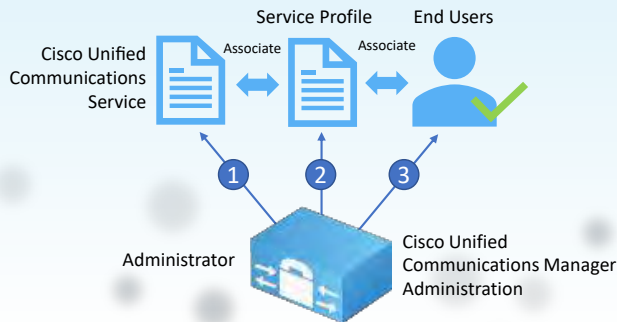 Service Profile
End Users
Cisco Unified
Communications
Service
Associate
Associate
1
2
3
Administrator
Cisco Unified
Communications Manager
Administration